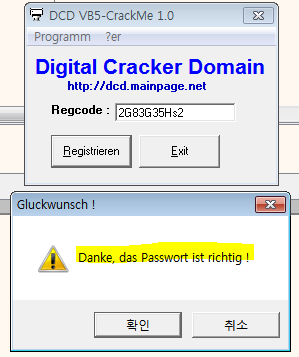 DCD VB5-CrackMe 1.0
Programm ?er
Digital Cracker Domain
http://dcd.mainpage.net
Regcode : 2G83G35Hs2
Registrieren Exit
Gluckwunsch !
Danke, das Passwort ist richtig !
확인 취소